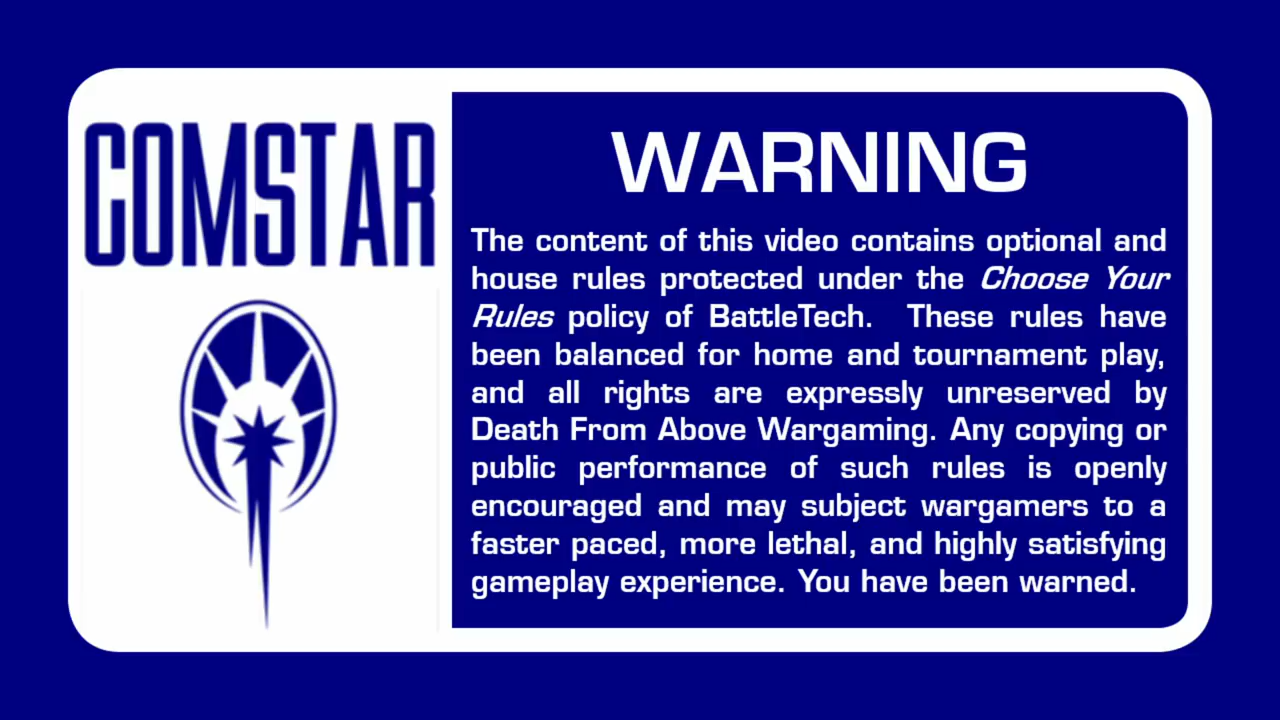 COMSTAR
WARNING
The content of this video contains optional and
house rules protected under the Choose Your
Rules policy of BattleTech. These rules have
been balanced for home and tournament play,
and all rights are expressly unreserved by
Death From Above Wargaming. Any copying or
public performance of such rules is openly
encouraged and may subject wargamers to a
faster paced, more lethal, and highly satisfying
gameplay experience. You have been warned.